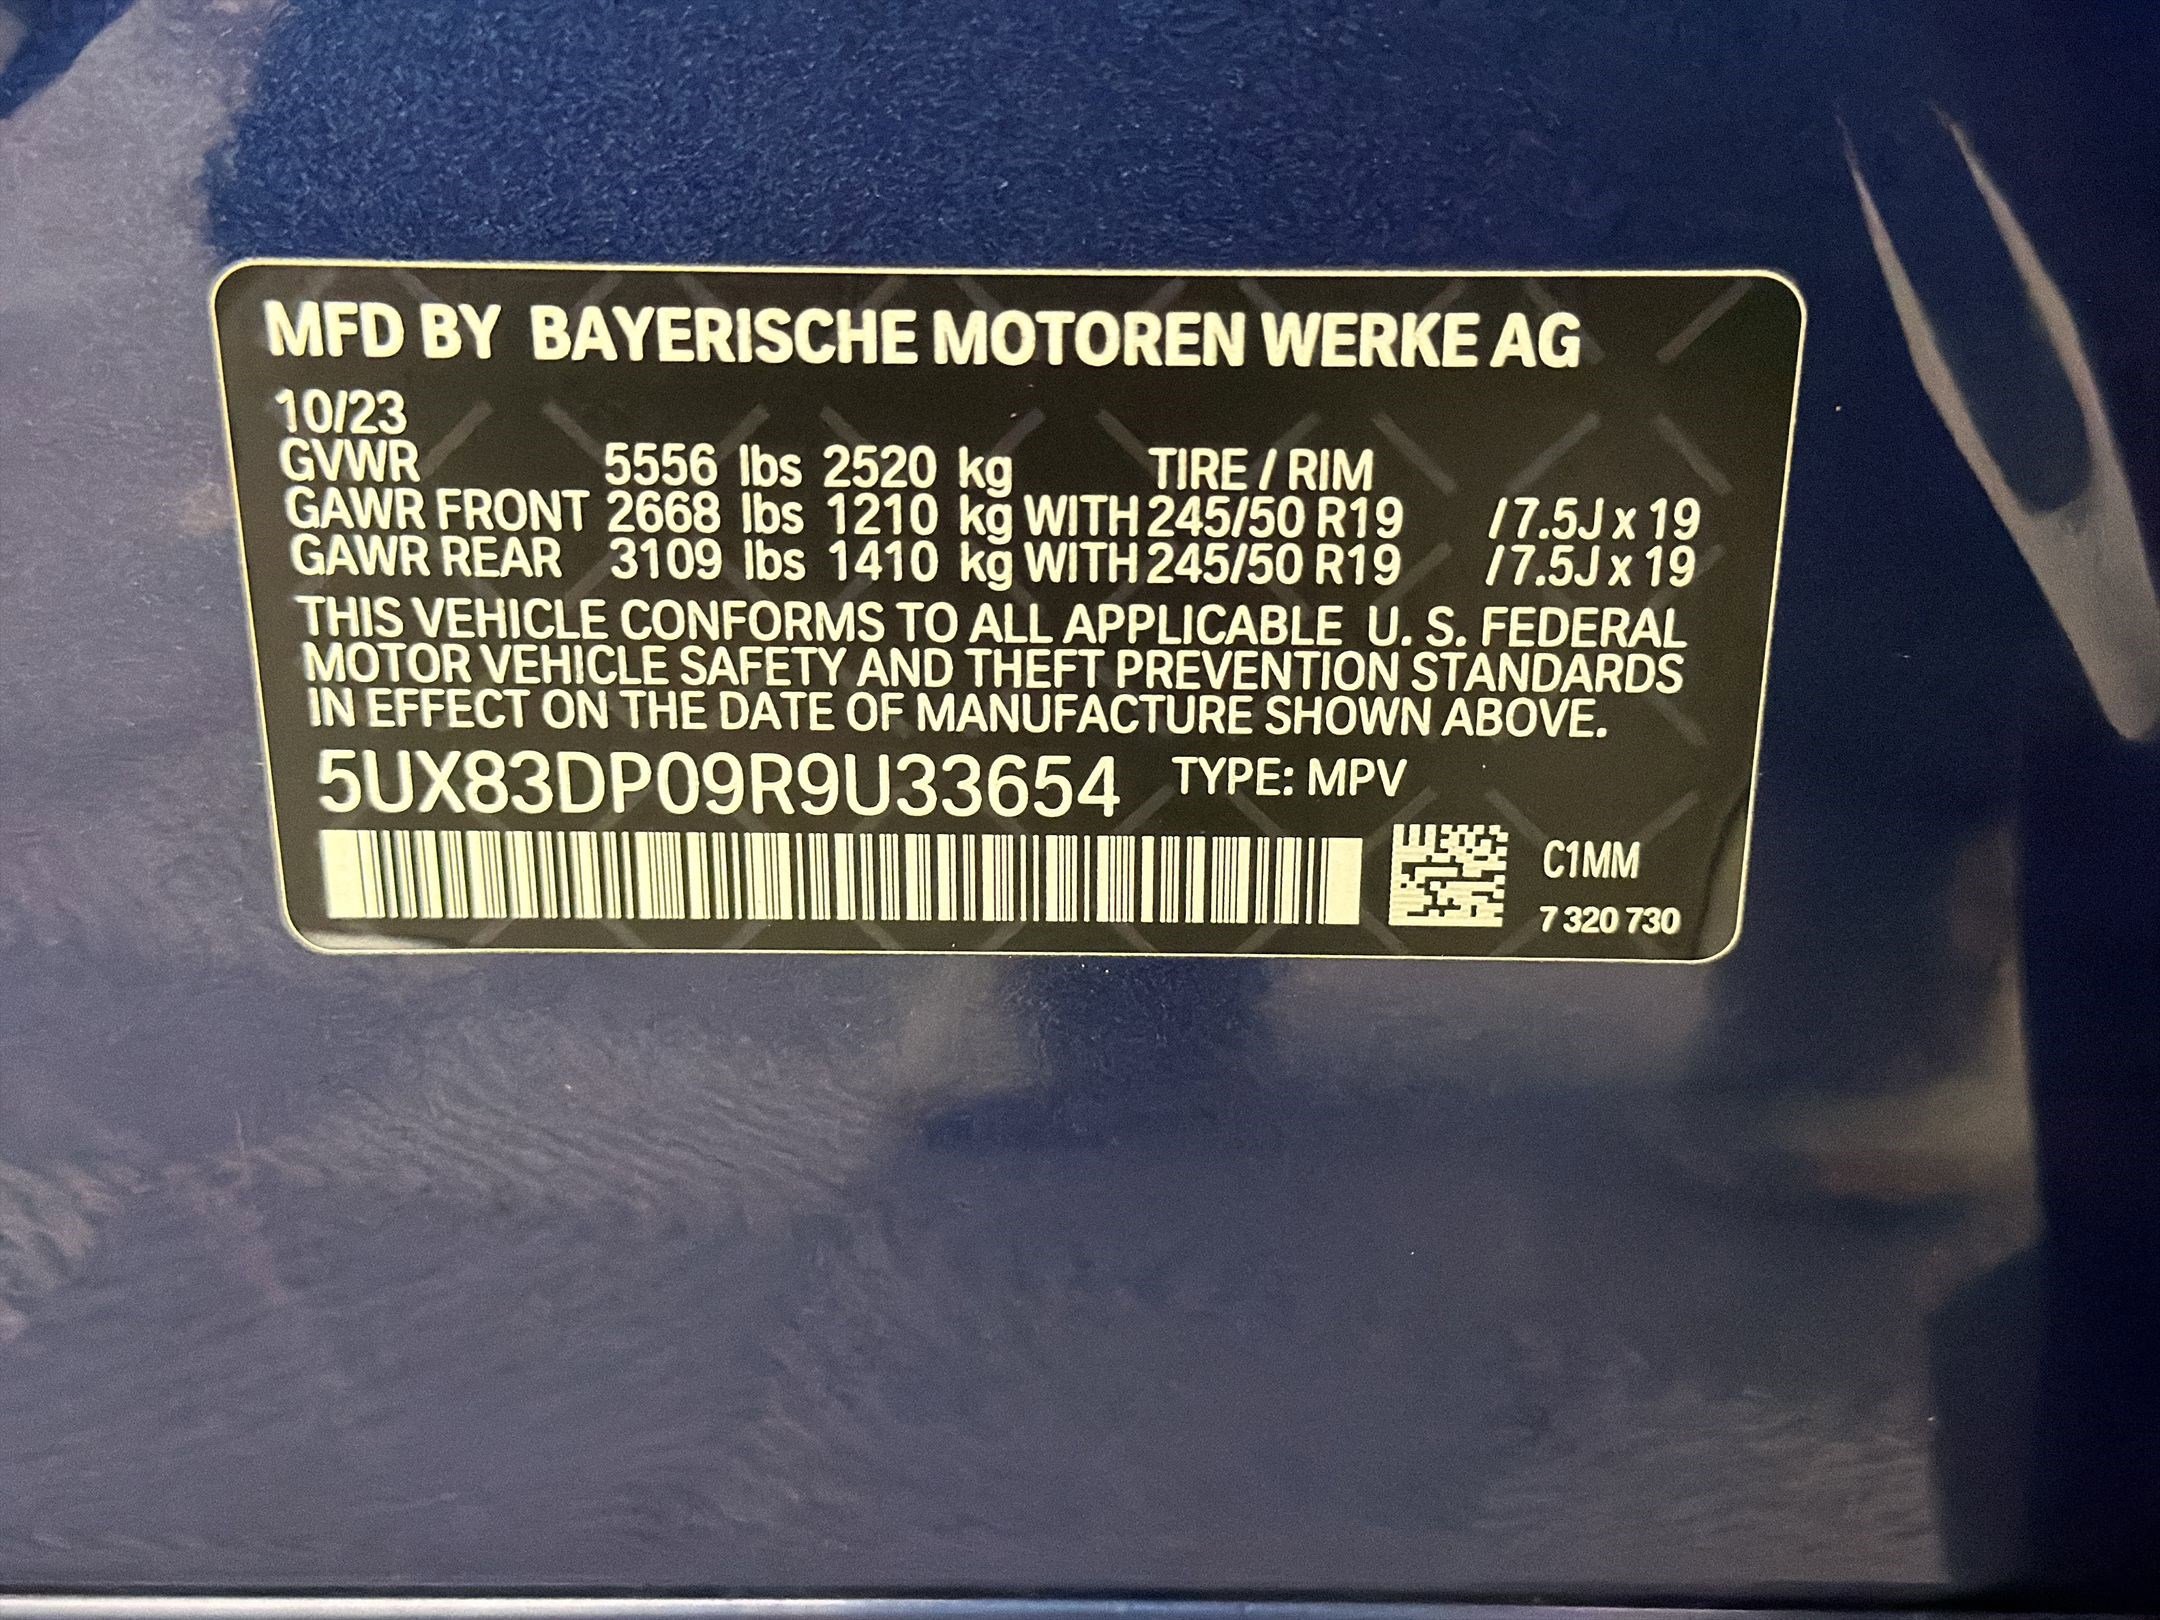 MFD BY BAYERISCHE MOTOREN WERKE AG
10/23
GVWR 5556 lbs 2520 kg TIRE / RIM
GAWR FRONT 2668 lbs 1210 kg WITH 245/50 R19 / 7.5J x 19
GAWR REAR 3109 lbs 1410 kg WITH 245/50 R19 / 7.5J x 19
THIS VEHICLE CONFORMS TO ALL APPLICABLE U. S. FEDERAL
MOTOR VEHICLE SAFETY AND THEFT PREVENTION STANDARDS
IN EFFECT ON THE DATE OF MANUFACTURE SHOWN ABOVE.
5UX83DP09R9U33654 TYPE: MPV
C1MM
7 320 730